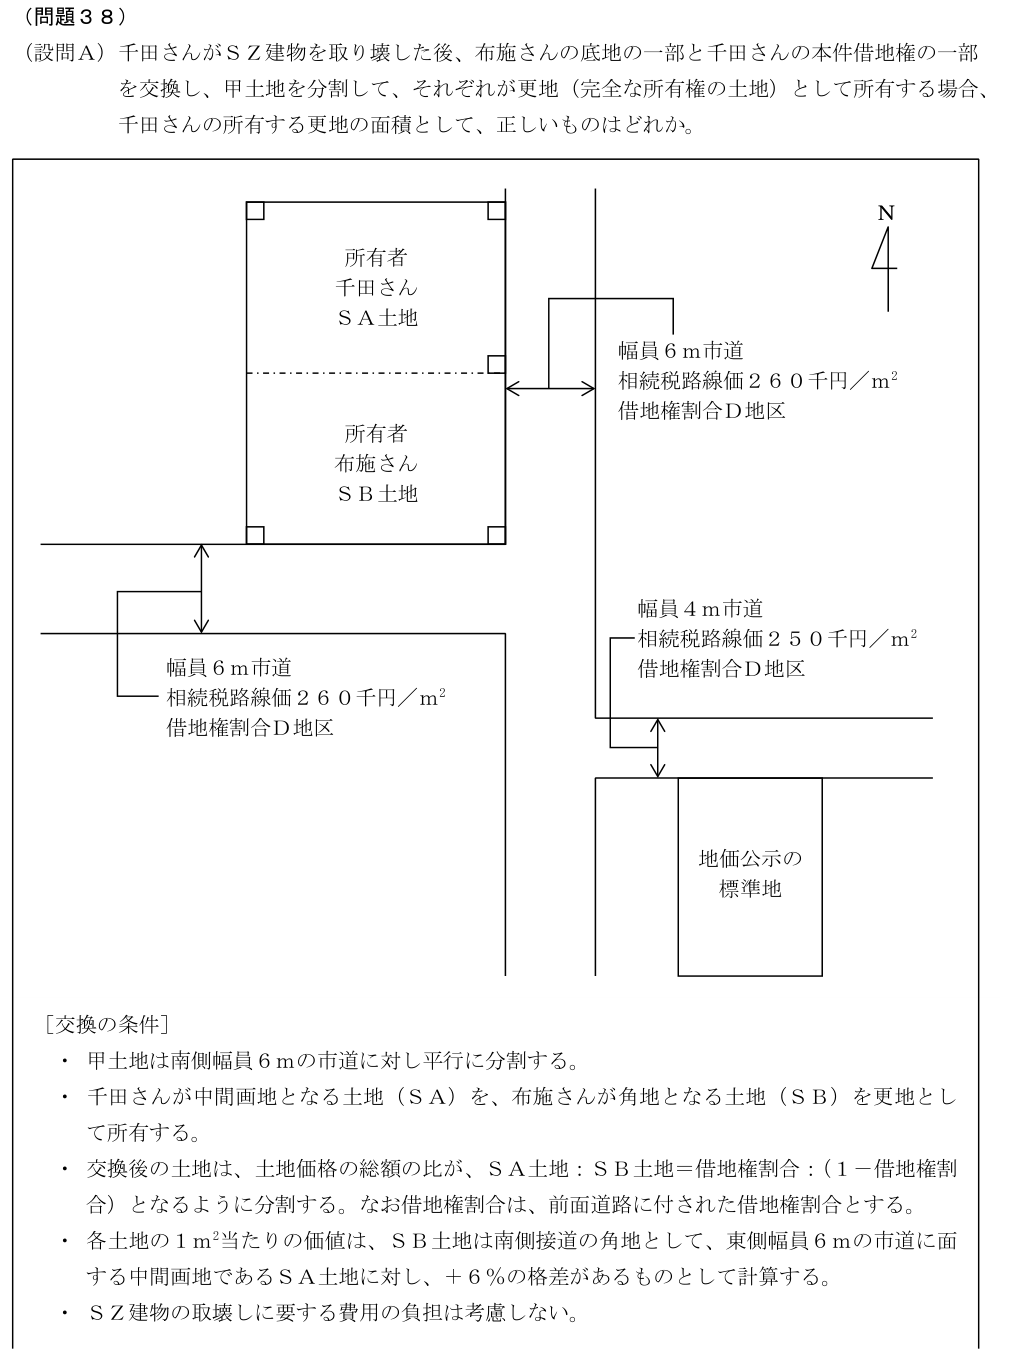 （問題３８）
（設問Ａ）千田さんがＳＺ建物を取り壊した後、布施さんの底地の一部と千田さんの本件借地権の一部
を交換し、甲土地を分割して、それぞれが更地（完全な所有権の土地）として所有する場合、
千田さんの所有する更地の面積として、正しいものはどれか。
N
所有者
千田さん
ＳＡ土地
幅員６ｍ市道
相続税路線価２６０千円／ｍ²
借地権割合Ｄ地区
所有者
布施さん
ＳＢ土地
幅員４ｍ市道
相続税路線価２５０千円／ｍ²
借地権割合Ｄ地区
幅員６ｍ市道
相続税路線価２６０千円／ｍ²
借地権割合Ｄ地区
地価公示の
標準地
［交換の条件］
・ 甲土地は南側幅員６ｍの市道に対し平行に分割する。
・ 千田さんが中間画地となる土地（ＳＡ）を、布施さんが角地となる土地（ＳＢ）を更地とし
て所有する。
・ 交換後の土地は、土地価格の総額の比が、ＳＡ土地：ＳＢ土地＝借地権割合：（１－借地権割
合）となるように分割する。なお借地権割合は、前面道路に付された借地権割合とする。
・ 各土地の１ｍ²当たりの価値は、ＳＢ土地は南側接道の角地として、東側幅員６ｍの市道に面
する中間画地であるＳＡ土地に対し、＋６％の格差があるものとして計算する。
・ ＳＺ建物の取壊しに要する費用の負担は考慮しない。